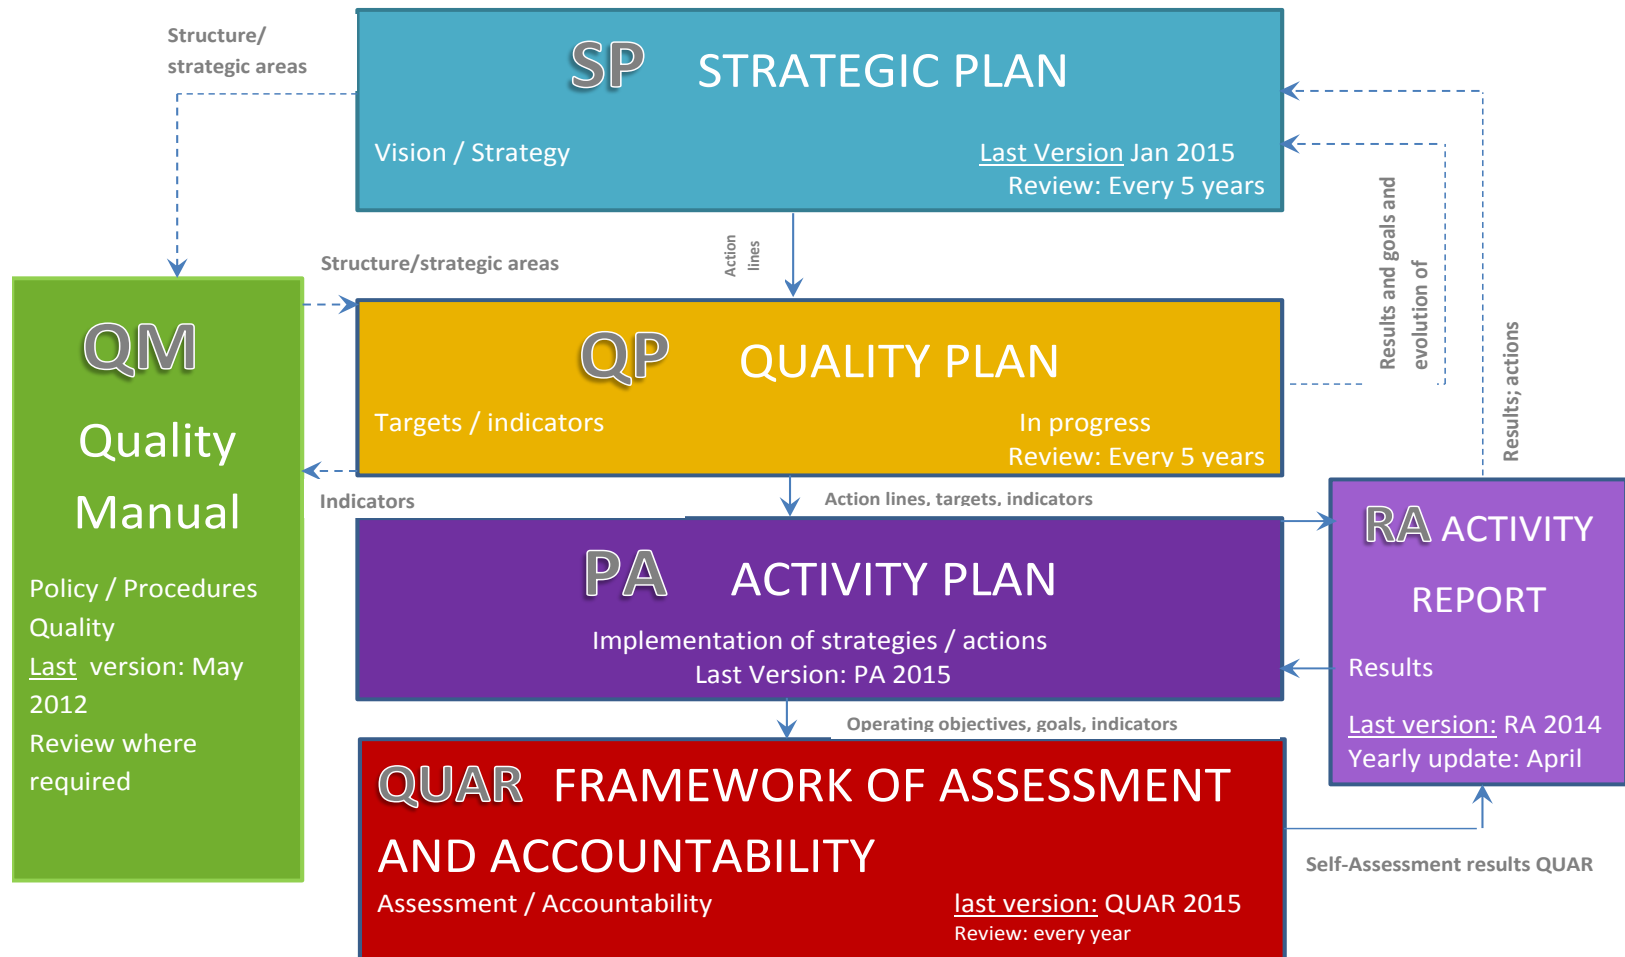 Structure/
strategic areas
SP STRATEGIC PLAN
Vision / Strategy
Last Version Jan 2015
Review: Every 5 years
Action
lines
Structure/strategic areas
Results and goals and
evolution of
Results; actions
QM
Quality
Manual
Policy / Procedures
Quality
Last version: May
2012
Review where
required
QP QUALITY PLAN
Targets / indicators
In progress
Review: Every 5 years
Indicators
Action lines, targets, indicators
PA ACTIVITY PLAN
Implementation of strategies / actions
Last Version: PA 2015
RA ACTIVITY
REPORT
Results
Last version: RA 2014
Yearly update: April
Operating objectives, goals, indicators
QUAR FRAMEWORK OF ASSESSMENT
AND ACCOUNTABILITY
Assessment / Accountability
last version: QUAR 2015
Review: every year
Self-Assessment results QUAR